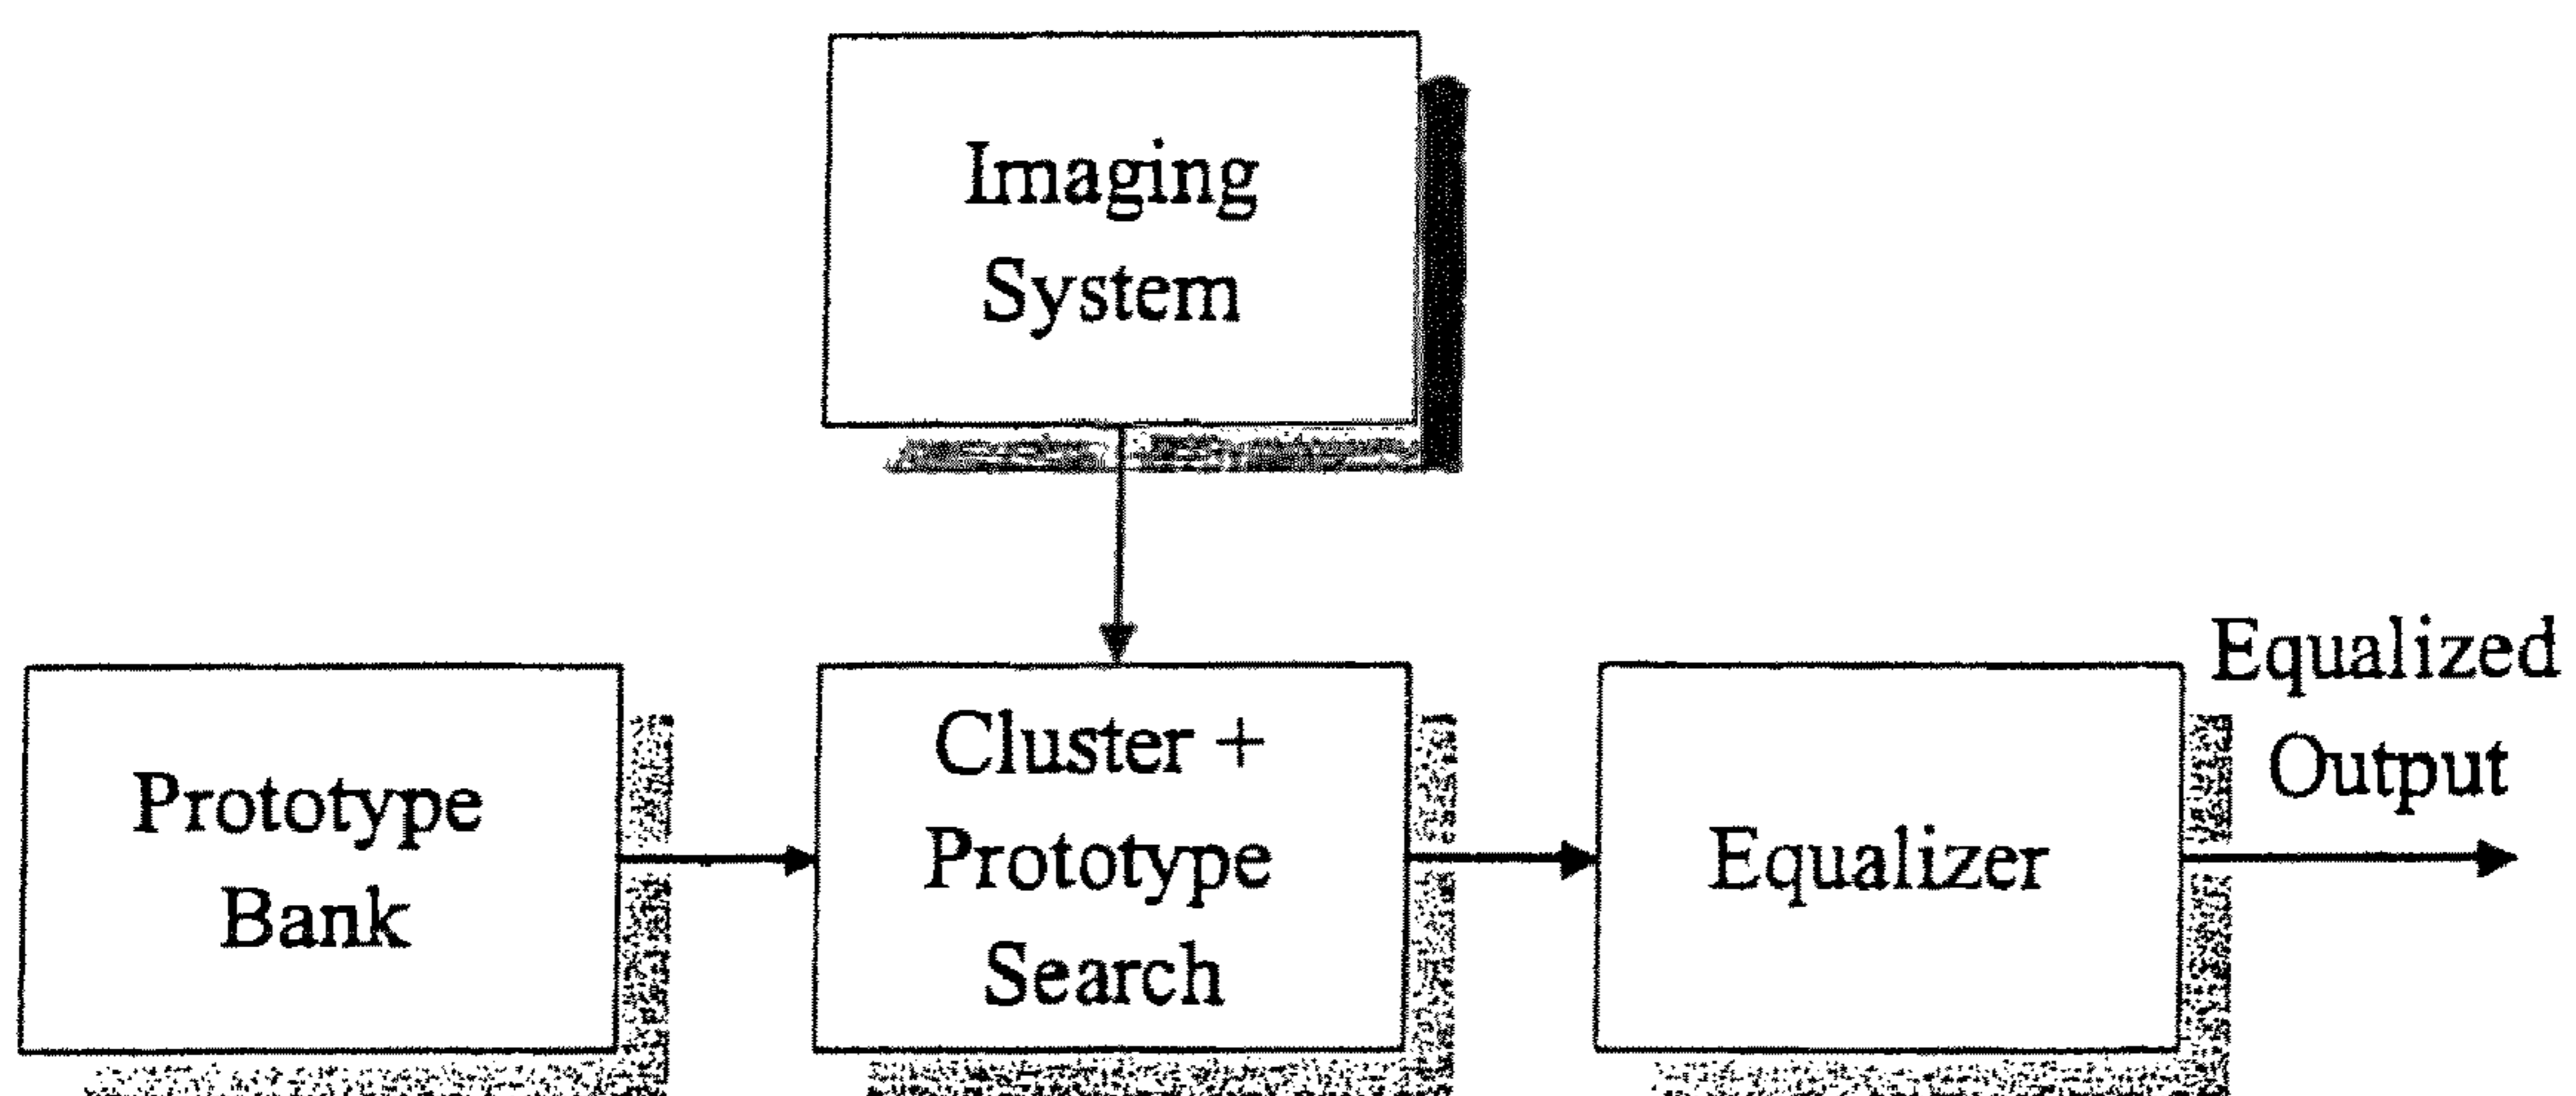 Imaging
System
Prototype
Bank
Cluster +
Prototype
Search
Equalizer
Equalized
Output